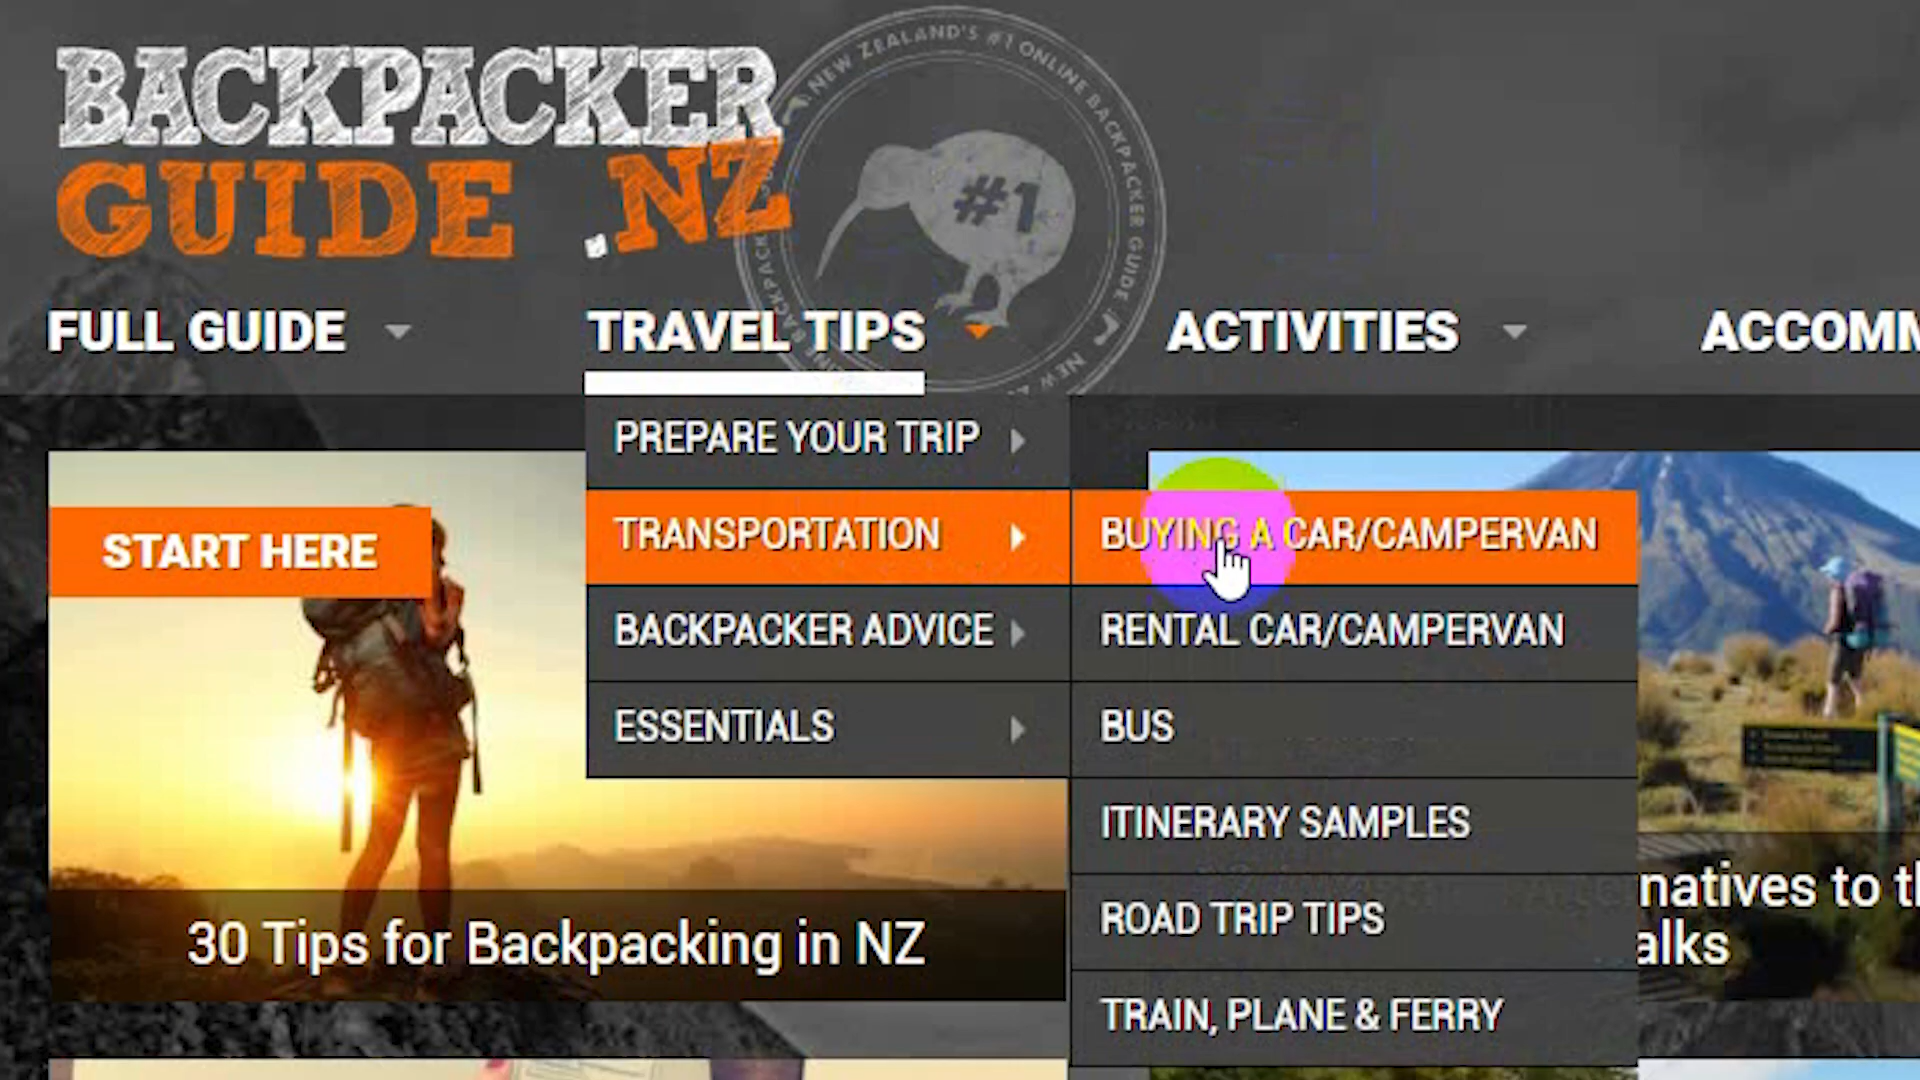 BACKPACKER
GUIDE .NZ
NEW ZEALAND'S #1 ONLINE BACKPACKER GUIDE
#1
FULL GUIDE
TRAVEL TIPS
ACTIVITIES
PREPARE YOUR TRIP
TRANSPORTATION
BACKPACKER ADVICE
ESSENTIALS
BUYING A CAR/CAMPERVAN
RENTAL CAR/CAMPERVAN
BUS
ITINERARY SAMPLES
ROAD TRIP TIPS
TRAIN, PLANE & FERRY
START HERE
30 Tips for Backpacking in NZ
natives to
alks